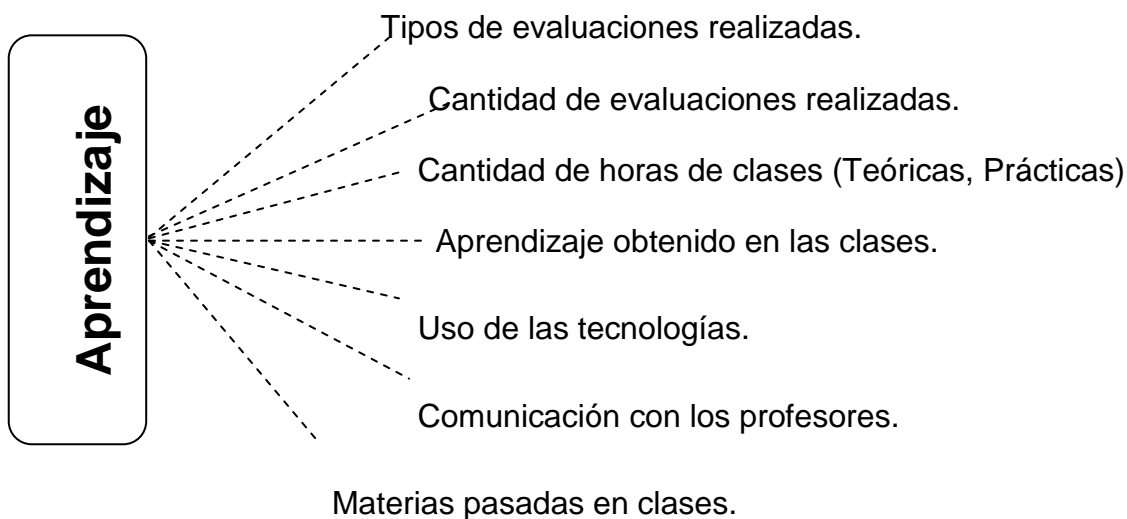 Aprendizaje
Tipos de evaluaciones realizadas.
Cantidad de evaluaciones realizadas.
Cantidad de horas de clases (Teóricas, Prácticas)
Aprendizaje obtenido en las clases.
Uso de las tecnologías.
Comunicación con los profesores.
Materias pasadas en clases.